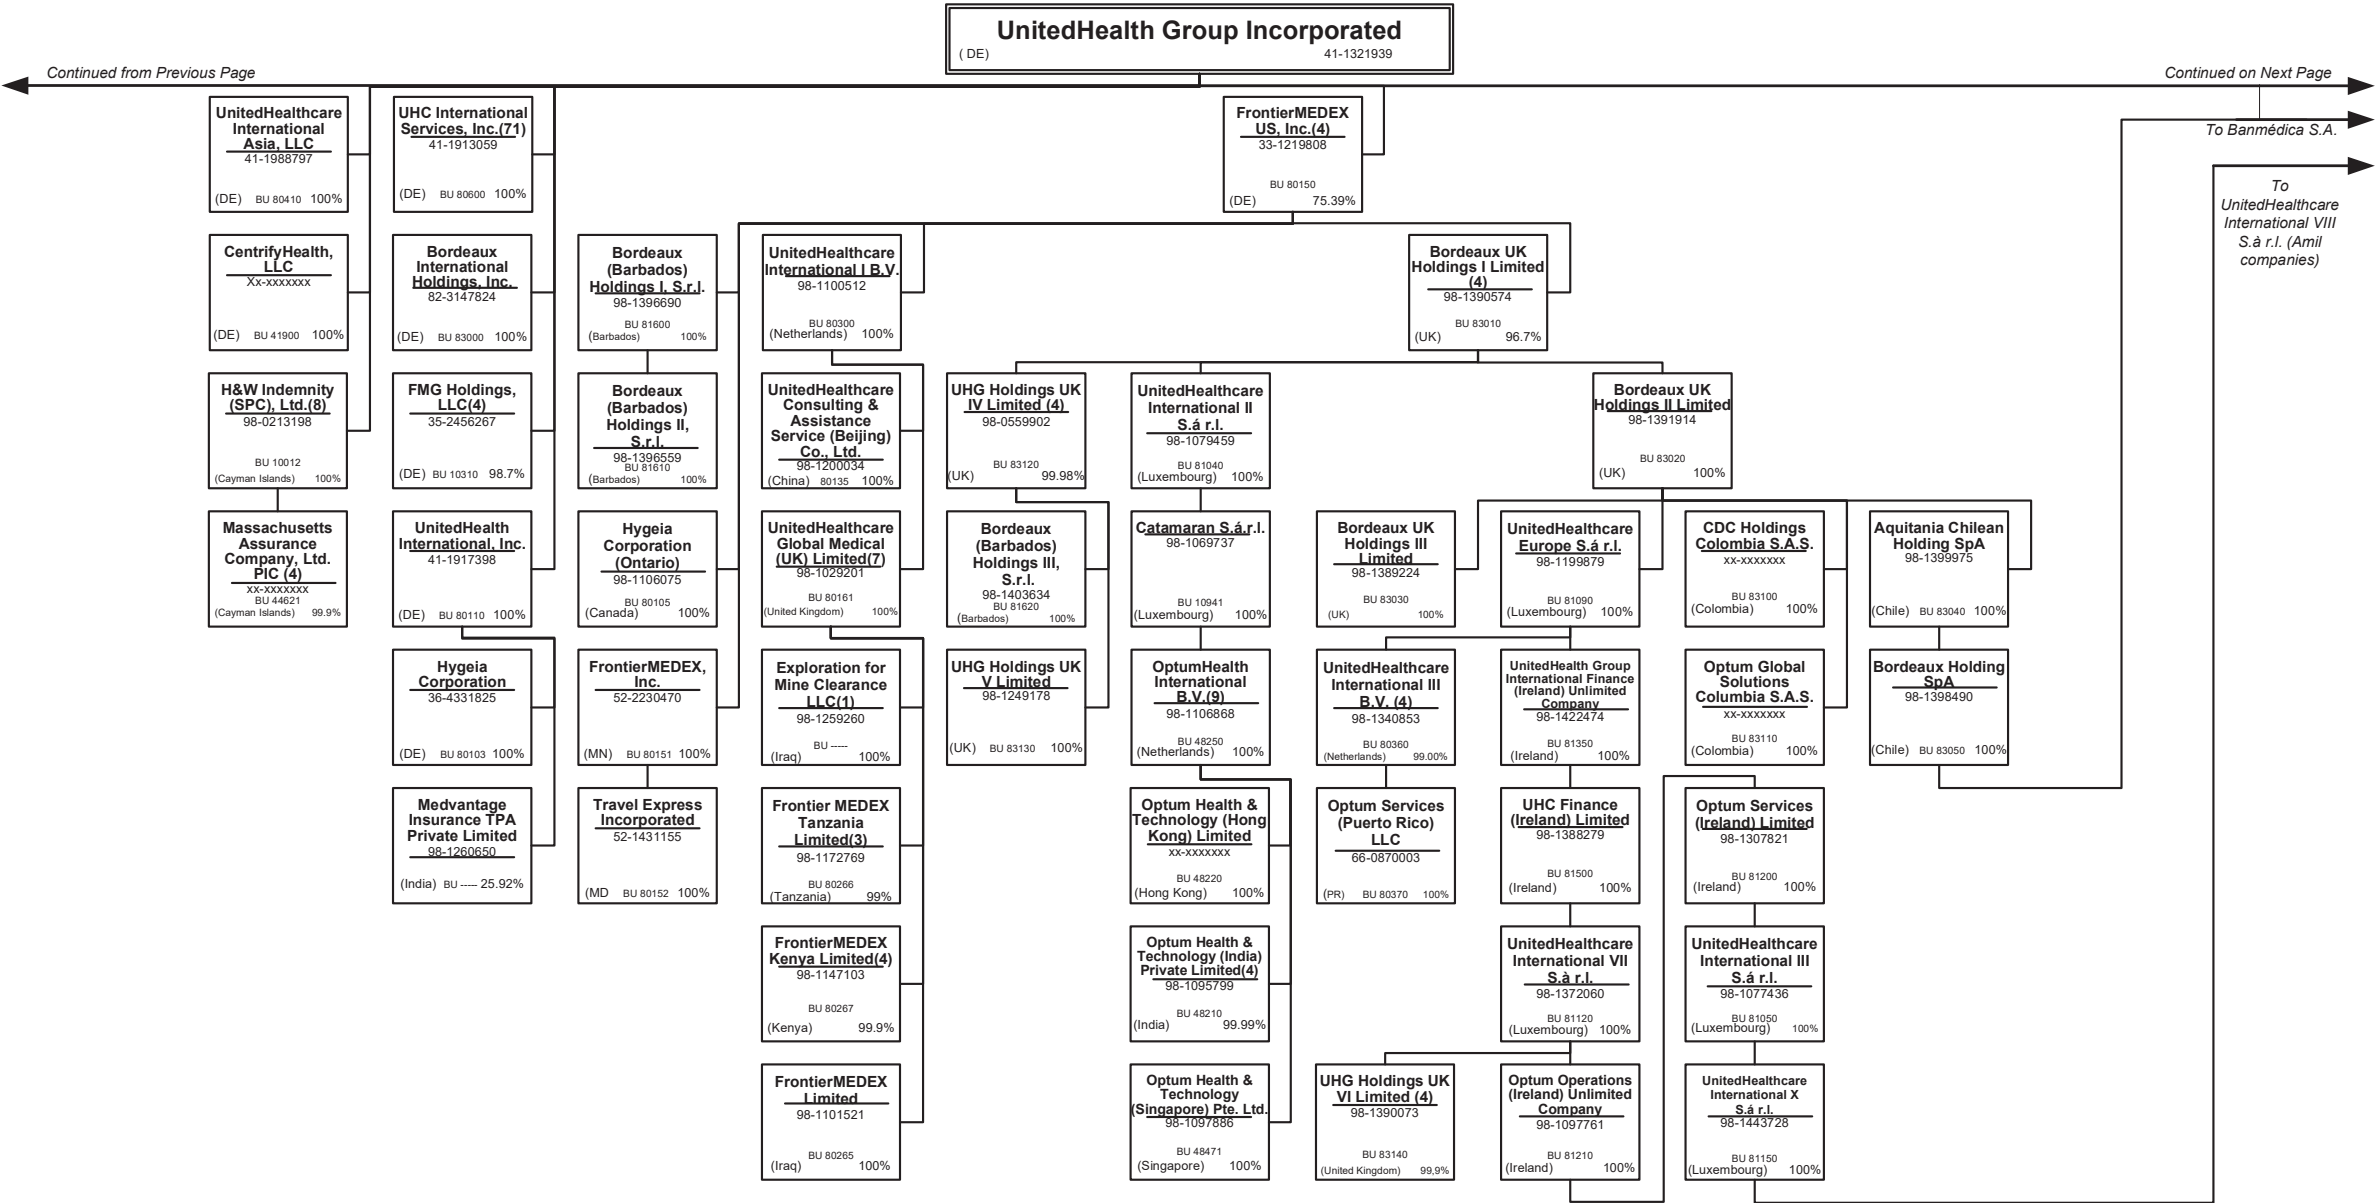 UnitedHealth Group Incorporated
( DE) 41-1321939
Continued from Previous Page
Continued on Next Page
To Banmédica S.A.
To
UnitedHealthcare
International VIII
S.à r.l. (Amil
companies)
UnitedHealthcare
International
Asia, LLC
41-1988797
(DE) BU 80410 100%
UHC International
Services, Inc.(71)
41-1913059
(DE) BU 80600 100%
FrontierMEDEX
US, Inc.(4)
33-1219808
BU 80150
(DE) 75.39%
CentrifyHealth,
LLC
Xx-xxxxxxx
(DE) BU 41900 100%
Bordeaux
International
Holdings, Inc.
82-3147824
(DE) BU 83000 100%
Bordeaux
(Barbados)
Holdings I, S.r.l.
98-1396690
BU 81600
(Barbados) 100%
UnitedHealthcare
International I B.V.
98-1100512
BU 80300
(Netherlands) 100%
Bordeaux UK
Holdings I Limited
(4)
98-1390574
BU 83010
(UK) 96.7%
H&W Indemnity
(SPC), Ltd.(8)
98-0213198
BU 10012
(Cayman Islands) 100%
FMG Holdings,
LLC(4)
35-2456267
(DE) BU 10310 98.7%
Bordeaux
(Barbados)
Holdings II,
S.r.l.
98-1396559
BU 81610
(Barbados) 100%
UnitedHealthcare
Consulting &
Assistance
Service (Beijing)
Co., Ltd.
98-1200034
(China) 80135 100%
UHG Holdings UK
IV Limited (4)
98-0559902
BU 83120
(UK) 99.98%
UnitedHealthcare
International II
S.á r.l.
98-1079459
BU 81040
(Luxembourg) 100%
Bordeaux UK
Holdings II Limited
98-1391914
BU 83020
(UK) 100%
Massachusetts
Assurance
Company, Ltd.
PIC (4)
xx-xxxxxxx
BU 44621
(Cayman Islands) 99.9%
UnitedHealth
International, Inc.
41-1917398
(DE) BU 80110 100%
Hygeia
Corporation
(Ontario)
98-1106075
BU 80105
(Canada) 100%
UnitedHealthcare
Global Medical
(UK) Limited(7)
98-1029201
BU 80161
(United Kingdom) 100%
Bordeaux
(Barbados)
Holdings III,
S.r.l.
98-1403634
BU 81620
(Barbados) 100%
Catamaran S.á.r.l.
98-1069737
BU 10941
(Luxembourg) 100%
Bordeaux UK
Holdings III
Limited
98-1389224
BU 83030
(UK) 100%
UnitedHealthcare
Europe S.á r.l.
98-1199879
BU 81090
(Luxembourg) 100%
CDC Holdings
Colombia S.A.S.
xx-xxxxxxx
BU 83100
(Colombia) 100%
Aquitania Chilean
Holding SpA
98-1399975
(Chile) BU 83040 100%
Hygeia
Corporation
36-4331825
(DE) BU 80103 100%
FrontierMEDEX,
Inc.
52-2230470
(MN) BU 80151 100%
Exploration for
Mine Clearance
LLC(1)
98-1259260
BU -----
(Iraq) 100%
UHG Holdings UK
V Limited
98-1249178
(UK) BU 83130 100%
OptumHealth
International
B.V.(9)
98-1106868
BU 48250
(Netherlands) 100%
UnitedHealthcare
International III
B.V. (4)
98-1340853
BU 80360
(Netherlands) 99.00%
UnitedHealth Group
International Finance
(Ireland) Unlimited
Company
98-1422474
BU 81350
(Ireland) 100%
Optum Global
Solutions
Columbia S.A.S.
xx-xxxxxxx
BU 83110
(Colombia) 100%
Bordeaux Holding
SpA
98-1398490
(Chile) BU 83050 100%
Medvantage
Insurance TPA
Private Limited
98-1260650
(India) BU ----- 25.92%
Travel Express
Incorporated
52-1431155
(MD BU 80152 100%
Frontier MEDEX
Tanzania
Limited(3)
98-1172769
BU 80266
(Tanzania) 99%
Optum Health &
Technology (Hong
Kong) Limited
xx-xxxxxxx
BU 48220
(Hong Kong) 100%
Optum Services
(Puerto Rico)
LLC
66-0870003
(PR) BU 80370 100%
UHC Finance
(Ireland) Limited
98-1388279
BU 81500
(Ireland) 100%
Optum Services
(Ireland) Limited
98-1307821
BU 81200
(Ireland) 100%
FrontierMEDEX
Kenya Limited(4)
98-1147103
BU 80267
(Kenya) 99.9%
Optum Health &
Technology (India)
Private Limited(4)
98-1095799
BU 48210
(India) 99.99%
UnitedHealthcare
International VII
S.à r.l.
98-1372060
BU 81120
(Luxembourg) 100%
UnitedHealthcare
International III
S.á r.l.
98-1077436
BU 81050
(Luxembourg) 100%
FrontierMEDEX
Limited
98-1101521
BU 80265
(Iraq) 100%
Optum Health &
Technology
(Singapore) Pte. Ltd.
98-1097886
BU 48471
(Singapore) 100%
UHG Holdings UK
VI Limited (4)
98-1390073
BU 83140
(United Kingdom) 99,9%
Optum Operations
(Ireland) Unlimited
Company
98-1097761
BU 81210
(Ireland) 100%
UnitedHealthcare
International X
S.á r.l.
98-1443728
BU 81150
(Luxembourg) 100%